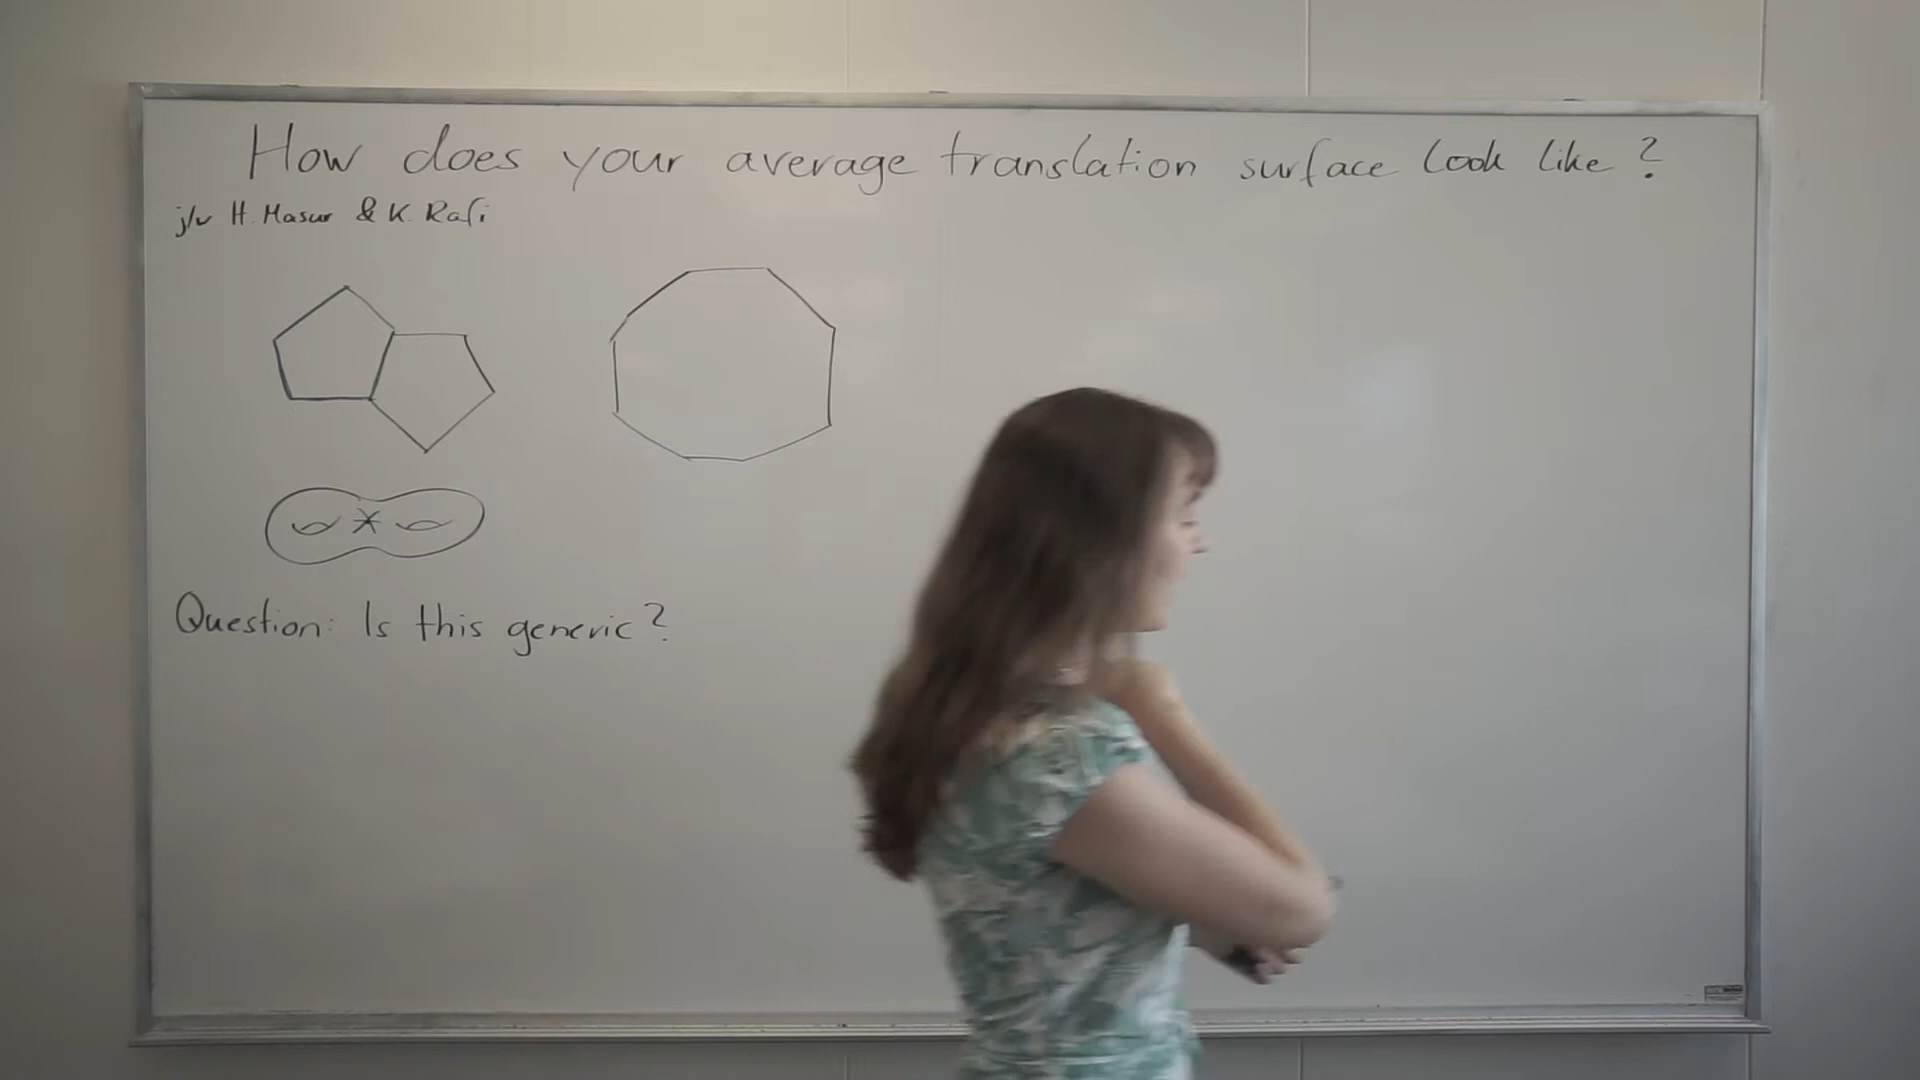 How does your average translation surface look like?
j/w H. Masur & K. Rafi
Question: Is this generic?